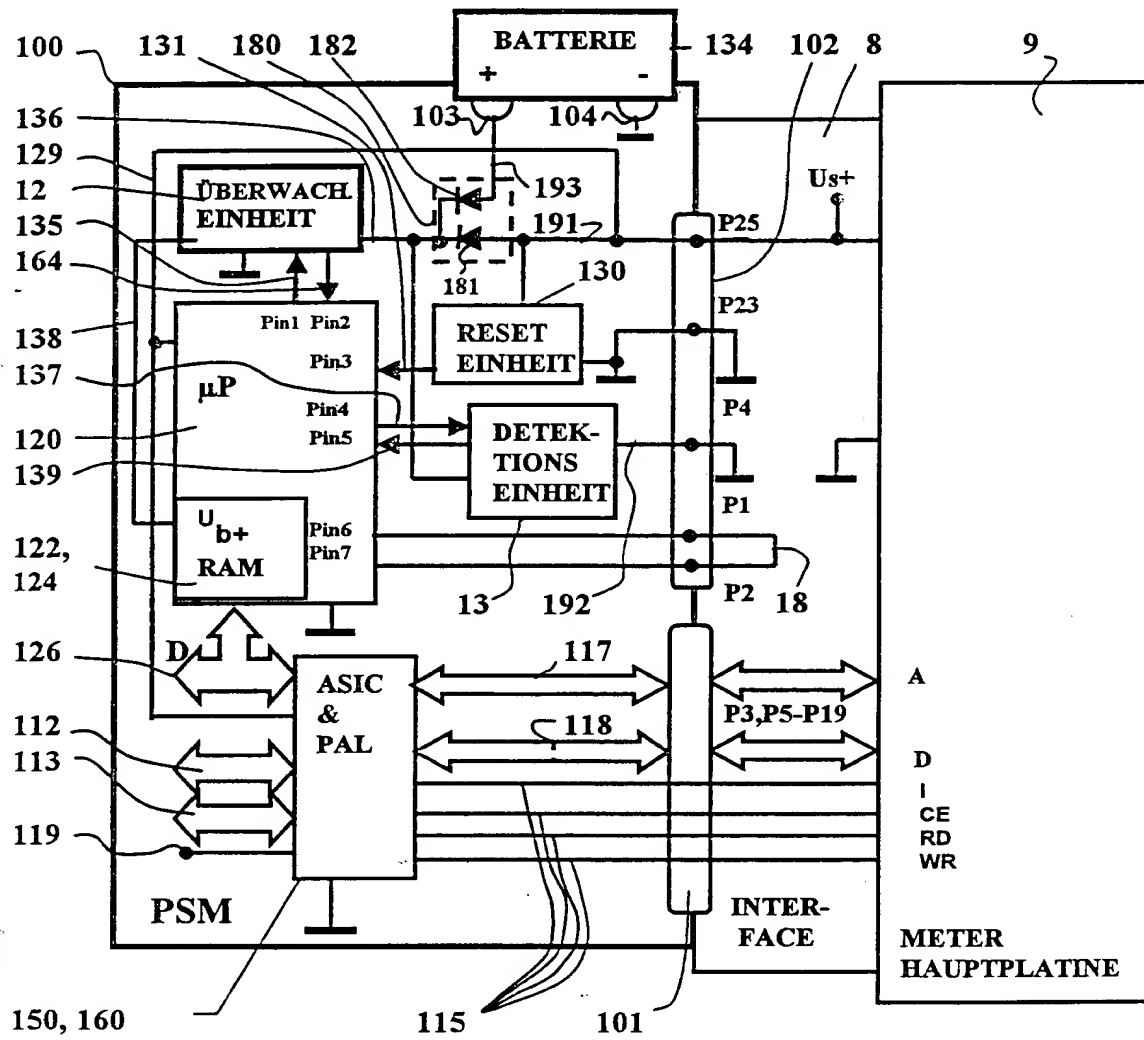 BATTERIE
+ -
100
131
180
182
134
102
8
9
103
104
136
129
12
135
164
138
137
120
139
122,
124
126
112
113
119
ÜBERWACH.
EINHEIT
193
191
181
130
Us+
P25
P23
P4
P1
P2
Pin1 Pin2
Pin3
Pin4
Pin5
Pin6
Pin7
µP
RESET
EINHEIT
DETEK-
TIONS
EINHEIT
Ub+
RAM
13
192
18
D
ASIC
&
PAL
117
118
P3,P5-P19
A
D
I
CE
RD
WR
PSM
INTER-
FACE
METER
HAUPTPLATINE
150, 160
115
101